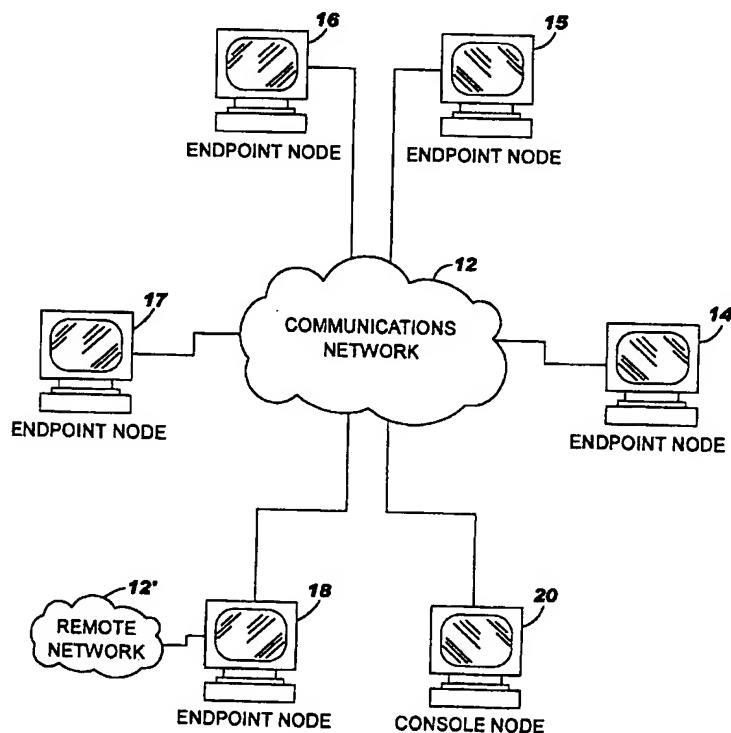 16
15
ENDPOINT NODE
ENDPOINT NODE
12
17
COMMUNICATIONS
NETWORK
14
ENDPOINT NODE
ENDPOINT NODE
12'
18
20
REMOTE
NETWORK
ENDPOINT NODE
CONSOLE NODE